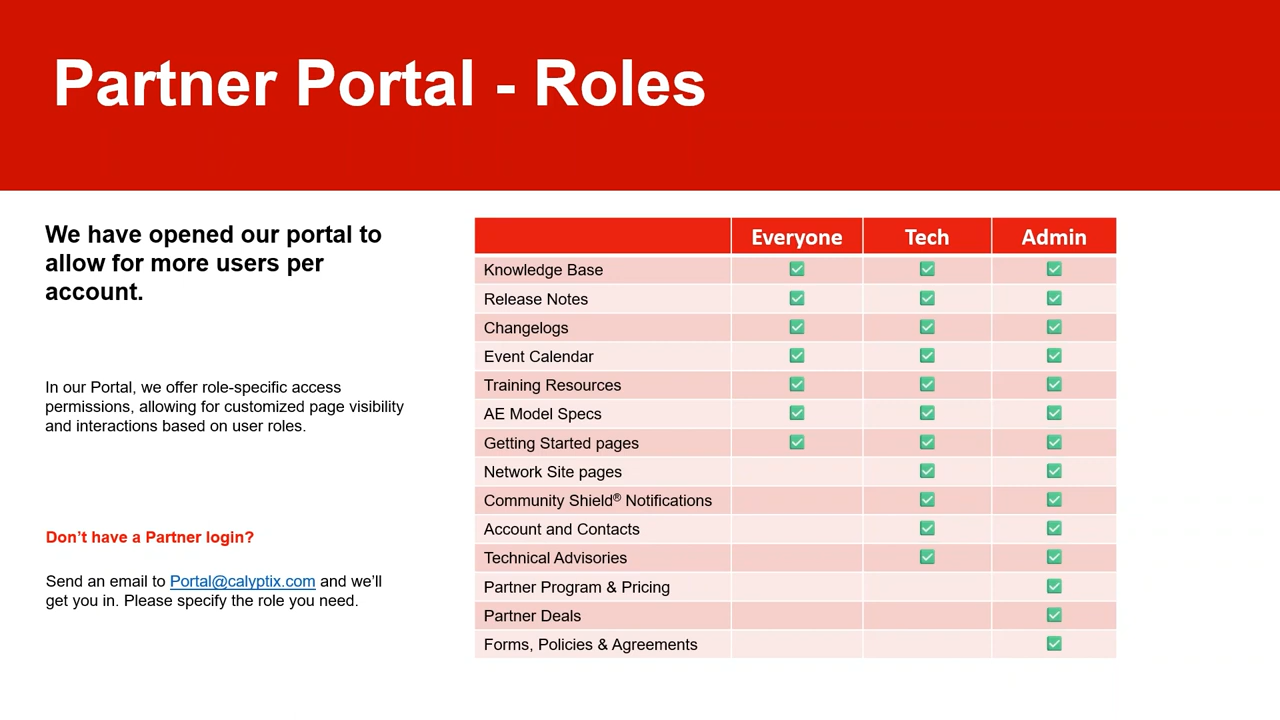 Partner Portal - Roles
We have opened our portal to
allow for more users per
account.
In our Portal, we offer role-specific access
permissions, allowing for customized page visibility
and interactions based on user roles.
Don’t have a Partner login?
Send an email to Portal@calyptix.com and we’ll
get you in. Please specify the role you need.
Everyone Tech Admin
Knowledge Base ✅ ✅ ✅
Release Notes ✅ ✅ ✅
Changelogs ✅ ✅ ✅
Event Calendar ✅ ✅ ✅
Training Resources ✅ ✅ ✅
AE Model Specs ✅ ✅ ✅
Getting Started pages ✅ ✅ ✅
Network Site pages ✅ ✅
Community Shield® Notifications ✅ ✅
Account and Contacts ✅ ✅
Technical Advisories ✅ ✅
Partner Program & Pricing ✅
Partner Deals ✅
Forms, Policies & Agreements ✅